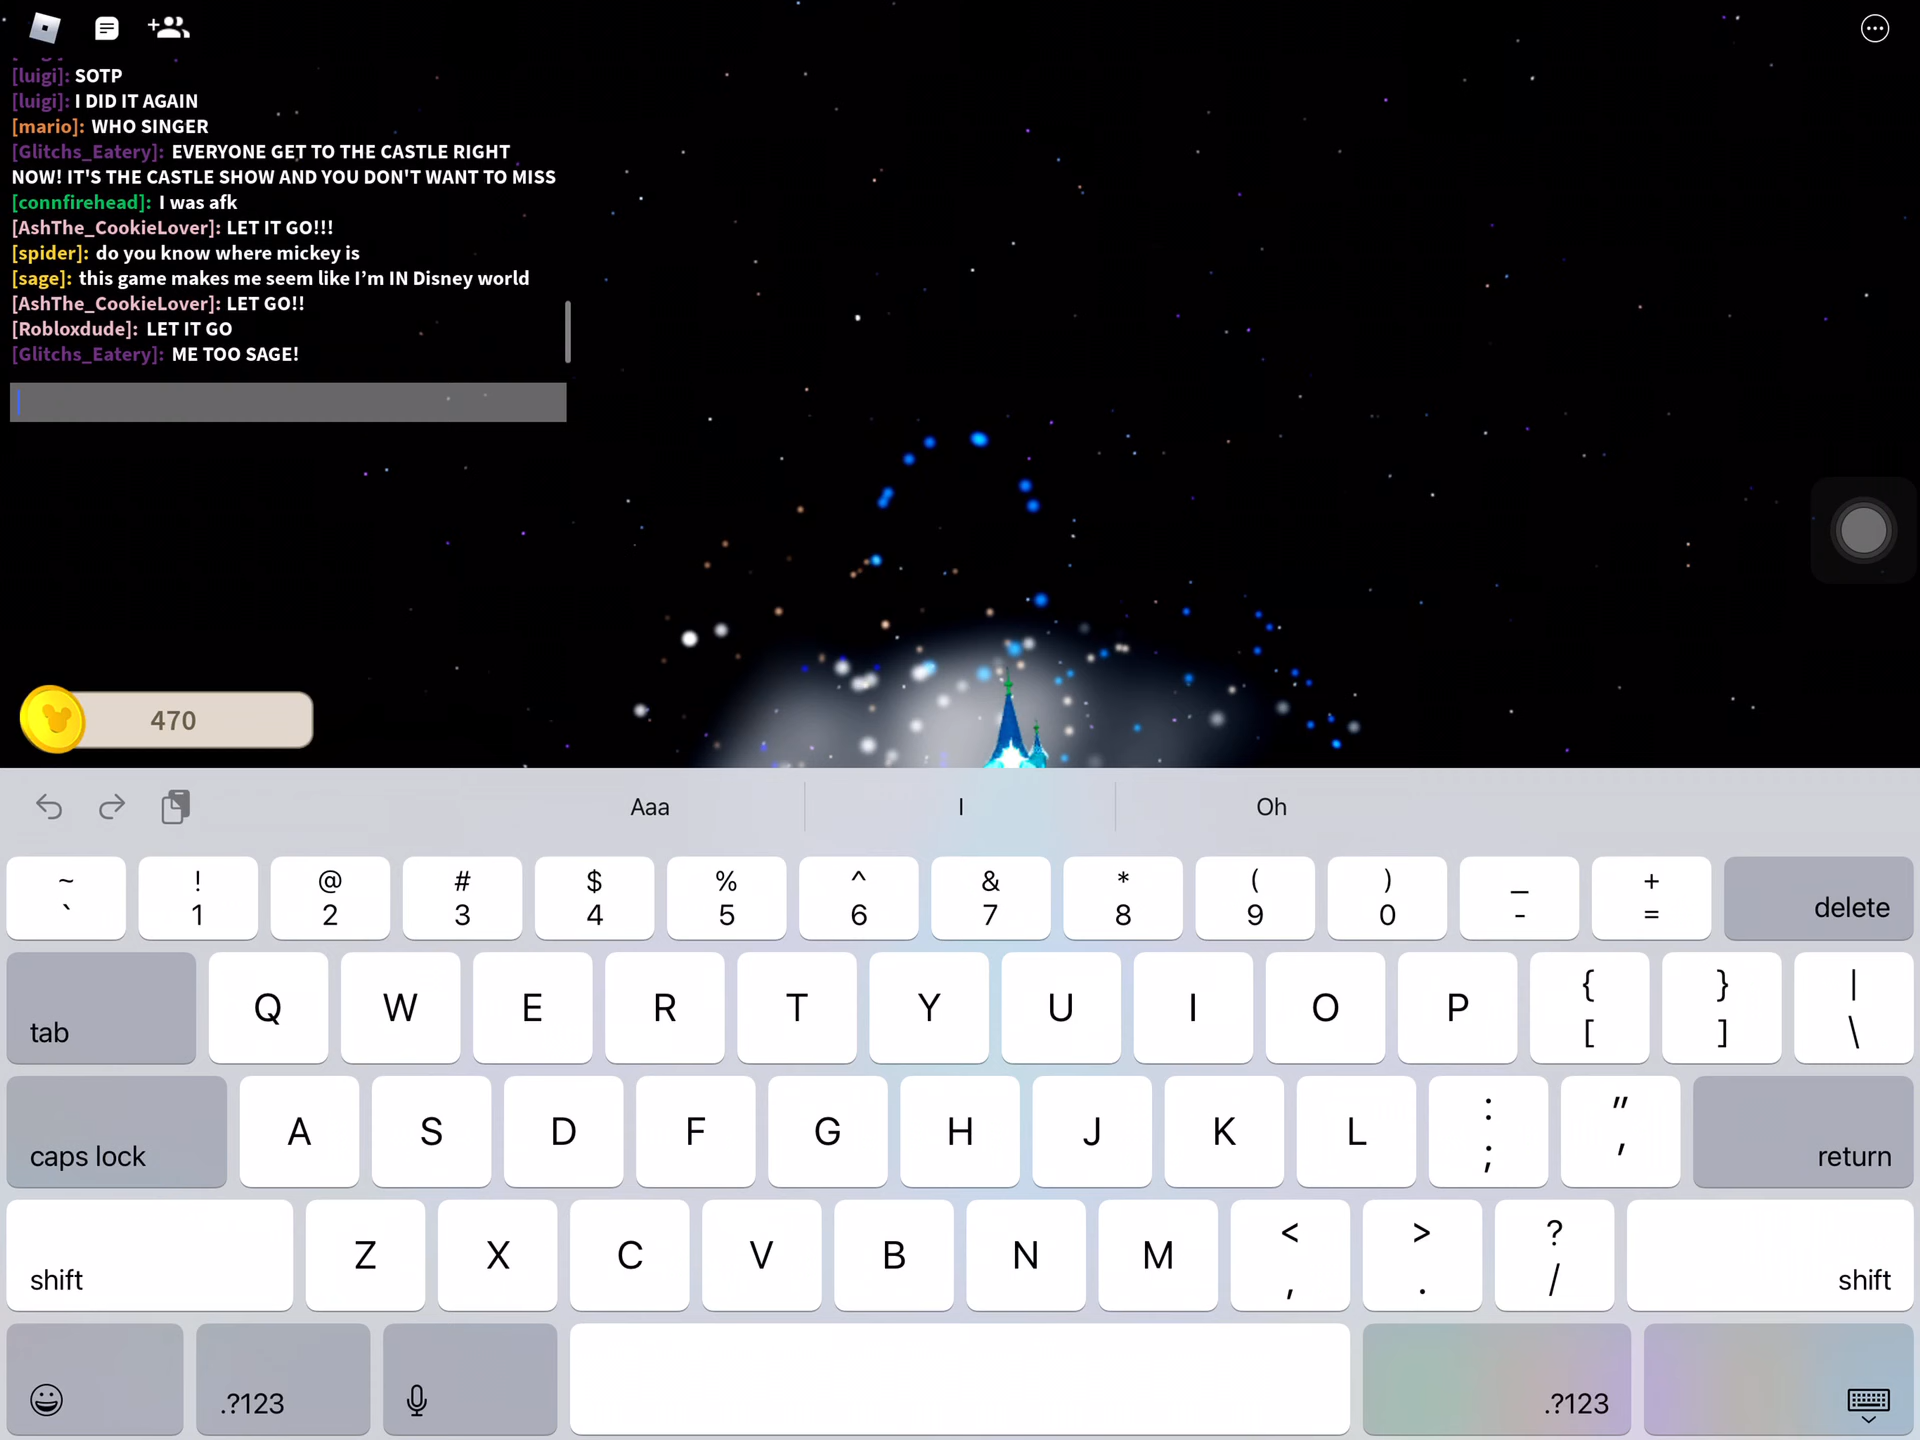 [luigi]: SOTP
[luigi]: I DID IT AGAIN
[mario]: WHO SINGER
[Glitchs_Eatery]: EVERYONE GET TO THE CASTLE RIGHT
NOW! IT'S THE CASTLE SHOW AND YOU DON'T WANT TO MISS
[connfirehead]: I was afk
[AshThe_CookieLover]: LET IT GO!!!
[spider]: do you know where mickey is
[sage]: this game makes me seem like I’m IN Disney world
[AshThe_CookieLover]: LET GO!!
[Robloxdude]: LET IT GO
[Glitchs_Eatery]: ME TOO SAGE!
470
Aaa I Oh
~ ! @ # $ % ^ & * ( ) _ +
` 1 2 3 4 5 6 7 8 9 0 - = delete
tab Q W E R T Y U I O P { [ } ] | \
caps lock A S D F G H J K L : ; " ' return
shift Z X C V B N M < , > . ? / shift
.?123 .?123